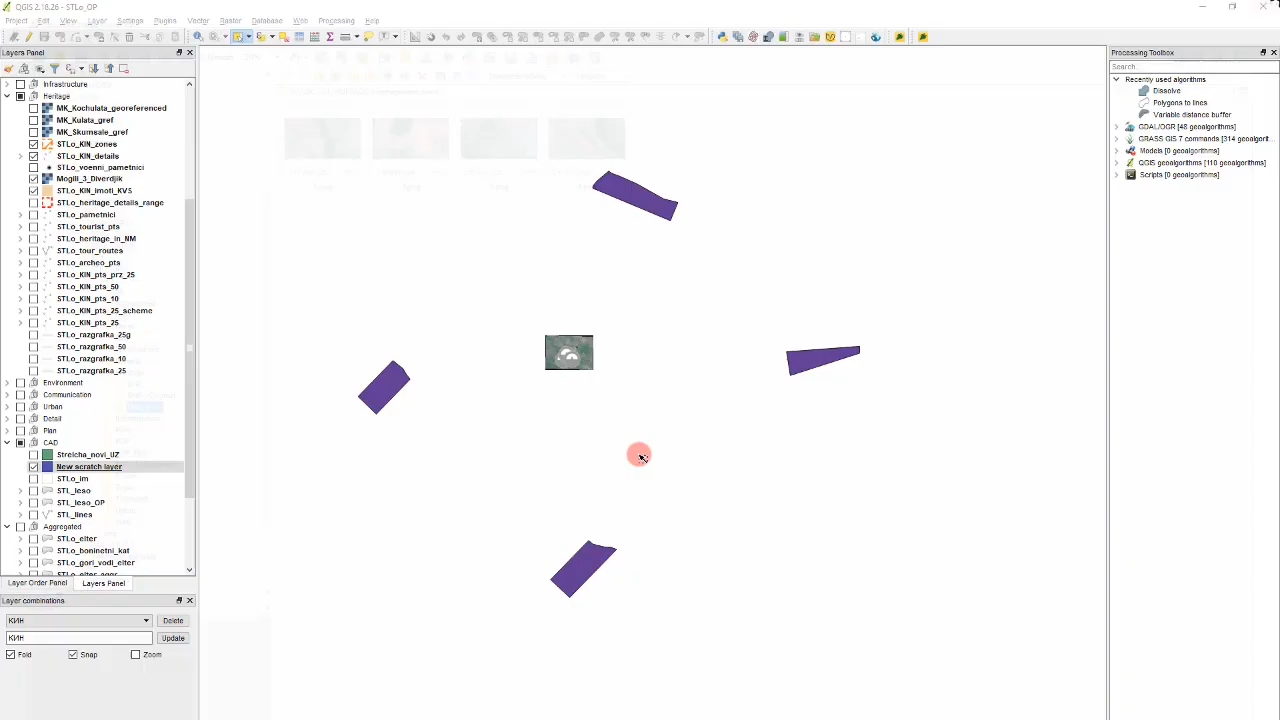 QGIS 2.18.26 - STLo_OP
Project Edit View Layer Settings Plugins Vector Raster Database Web Processing Help
Layers Panel
Infrastructure
Heritage
MK_Kochulata_georeferenced
MK_Kulata_gref
MK_Skumsale_gref
STLo_KIN_zones
STLo_KIN_details
STLo_voenni_pametnici
Mogili_3_Diverdjik
STLo_KIN_imoti_KVS
STLo_heritage_details_range
STLo_pametnici
STLo_tourist_pts
STLo_heritage_in_NM
STLo_tour_routes
STLo_archeo_pts
STLo_KIN_pts_prz_25
STLo_KIN_pts_50
STLo_KIN_pts_10
STLo_KIN_pts_25_scheme
STLo_KIN_pts_25
STLo_razgrafka_25g
STLo_razgrafka_50
STLo_razgrafka_10
STLo_razgrafka_25
Environment
Communication
Urban
Detail
Plan
CAD
Strelcha_novi_UZ
New scratch layer
STLo_im
STL_leso
STL_leso_OP
STL_lines
Aggregated
STLo_elter
STLo_boninetni_kat
STLo_gori_vodi_elter
STLo_elter_aggr
Layer Order Panel Layers Panel
Layer combinations
КИН Delete
КИН Update
Fold Snap Zoom
Processing Toolbox
Search...
Recently used algorithms
Dissolve
Polygons to lines
Variable distance buffer
GDAL/OGR [48 geoalgorithms]
GRASS GIS 7 commands [314 geoalgori
Models [0 geoalgorithms]
QGIS geoalgorithms [110 geoalgorithms]
Scripts [0 geoalgorithms]